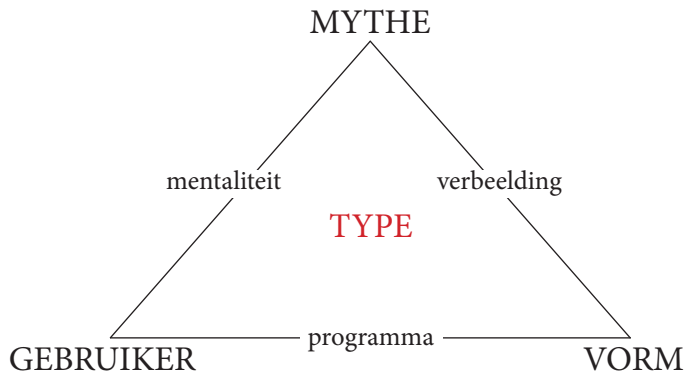 MYTHE
mentaliteit
verbeelding
TYPE
programma
GEBRUIKER
VORM